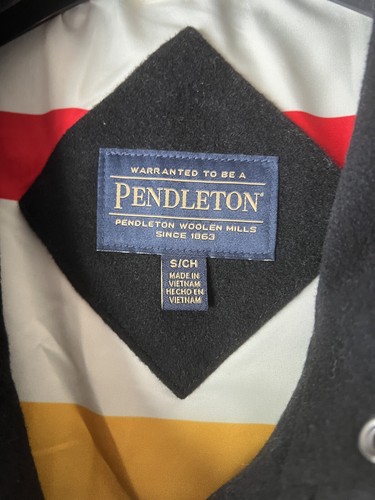 WARRANTED TO BE A
PENDLETON®
PENDLETON WOOLEN MILLS
SINCE 1863
S/CH
MADE IN
VIETNAM
HECHO EN
VIETNAM